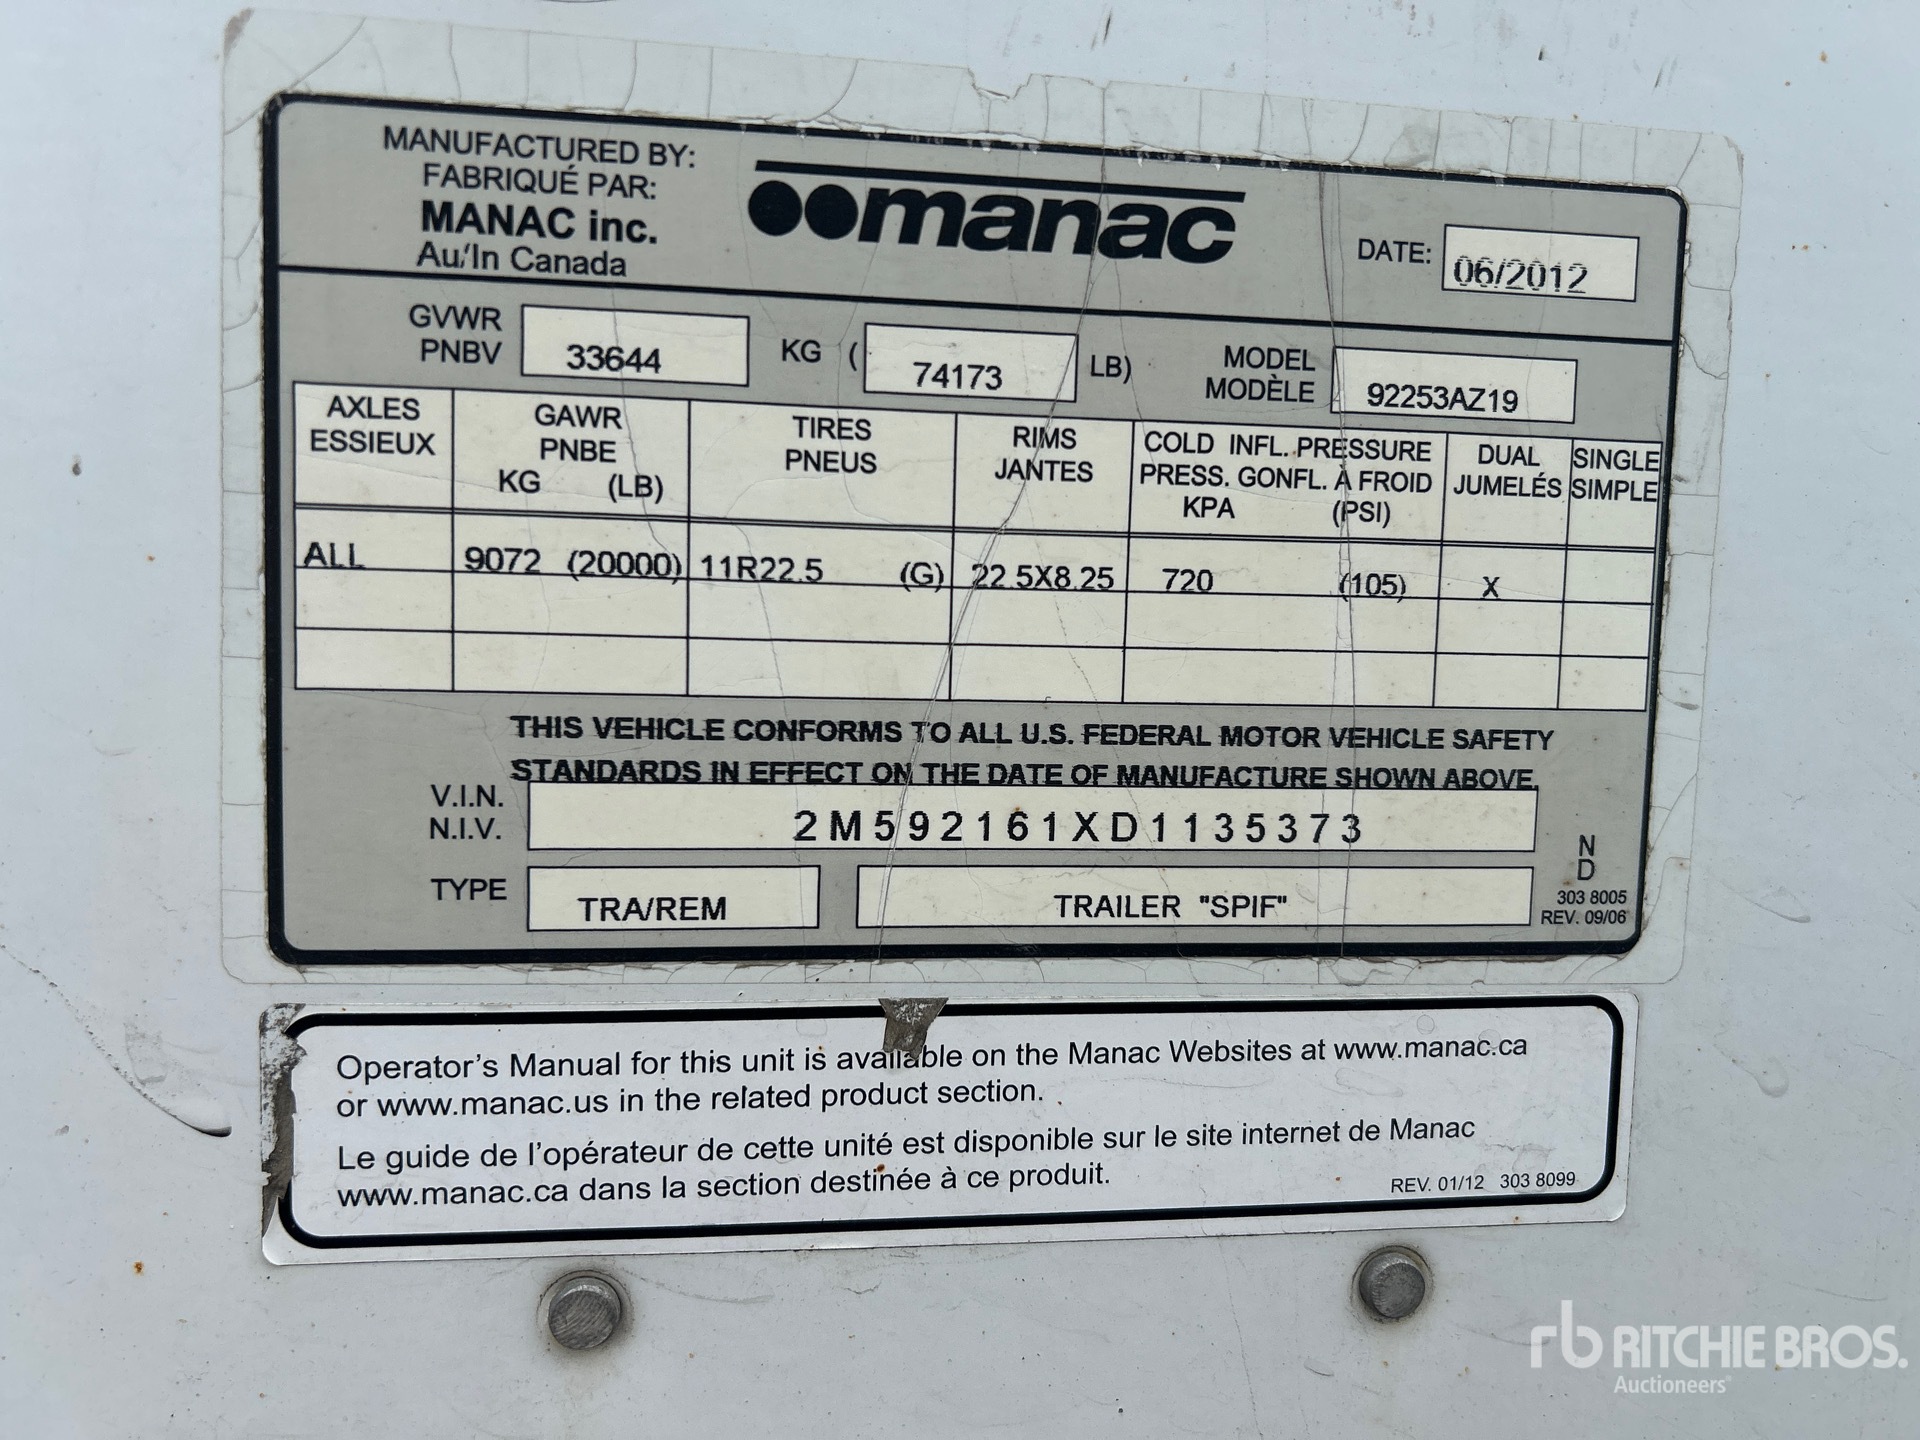 MANUFACTURED BY:
FABRIQUÉ PAR:
MANAC inc.
Au/In Canada
manac
DATE: 06/2012
GVWR
PNBV
33644 KG ( 74173 LB)
MODEL
MODÈLE
92253AZ19
AXLES
ESSIEUX
GAWR
PNBE
KG (LB)
TIRES
PNEUS
RIMS
JANTES
COLD INFL. PRESSURE
PRESS. GONFL. À FROID
KPA (PSI)
DUAL
JUMELÉS
SINGLE
SIMPLE
ALL 9072 (20000) 11R22.5 (G) 22.5X8.25 720 (105) X
THIS VEHICLE CONFORMS TO ALL U.S. FEDERAL MOTOR VEHICLE SAFETY
STANDARDS IN EFFECT ON THE DATE OF MANUFACTURE SHOWN ABOVE.
V.I.N.
N.I.V.
2M592161XD1135373
TYPE TRA/REM TRAILER "SPIF"
N
D
303 8005
REV. 09/06
Operator's Manual for this unit is available on the Manac Websites at www.manac.ca
or www.manac.us in the related product section.
Le guide de l'opérateur de cette unité est disponible sur le site internet de Manac
www.manac.ca dans la section destinée à ce produit.
REV. 01/12 303 8099
rb RITCHIE BROS.
Auctioneers